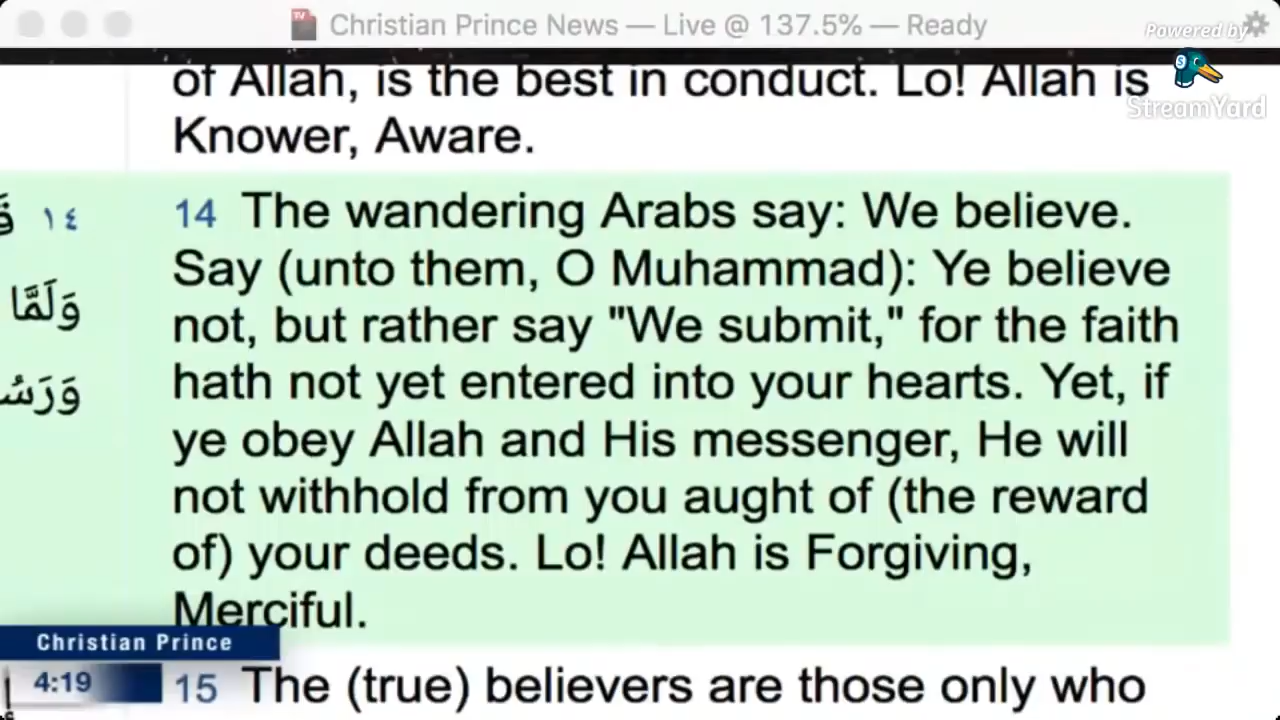 Christian Prince News — Live @ 137.5% — Ready
Powered by
StreamYard
of Allah, is the best in conduct. Lo! Allah is
Knower, Aware.
١٤
14 The wandering Arabs say: We believe.
Say (unto them, O Muhammad): Ye believe
وَلَمَّا
not, but rather say "We submit," for the faith
hath not yet entered into your hearts. Yet, if
ye obey Allah and His messenger, He will
not withhold from you aught of (the reward
of) your deeds. Lo! Allah is Forgiving,
Merciful.
Christian Prince
4:19
15 The (true) believers are those only who